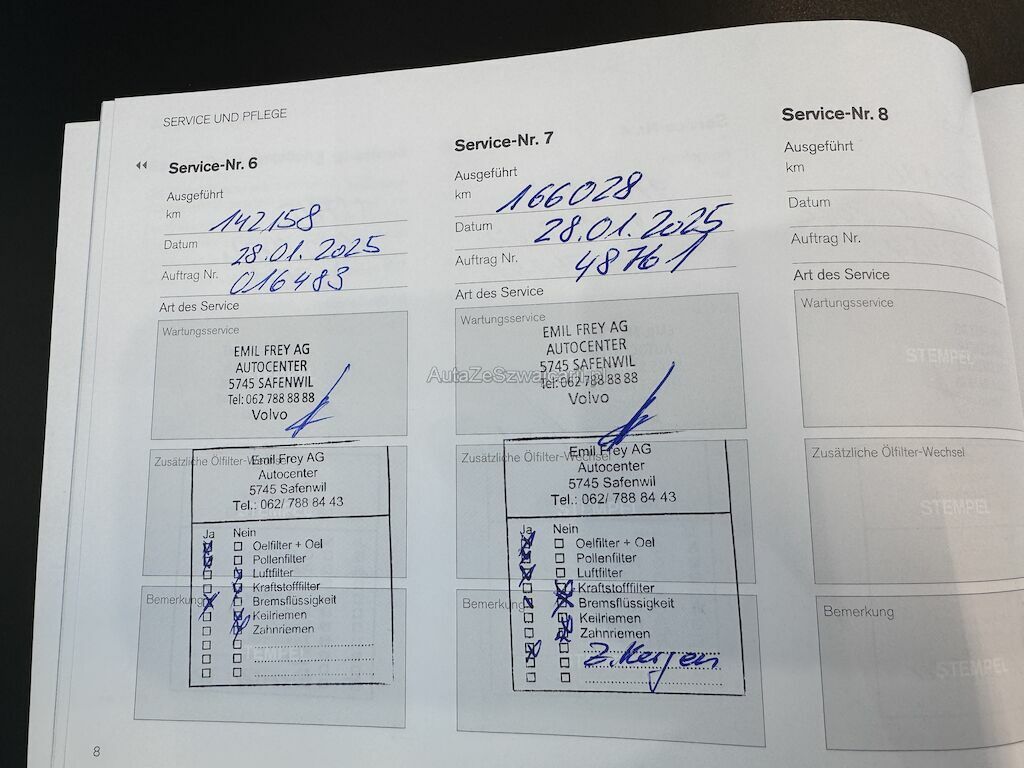 SERVICE UND PFLEGE
Service-Nr. 6
Ausgeführt
km 142158
Datum 28.01.2025
Auftrag Nr. 016483
Art des Service
Wartungsservice
EMIL FREY AG
AUTOCENTER
5745 SAFENWIL
Tel: 062 788 88 88
Volvo
Zusätzliche Ölfilter-Wechsel
Emil Frey AG
Autocenter
5745 Safenwil
Tel.: 062/ 788 84 43
Ja Nein
Oelfilter + Oel
Pollenfilter
Luftfilter
Kraftstofffilter
Bremsflüssigkeit
Keilriemen
Zahnriemen
Bemerkung
STEMPEL
8
Service-Nr. 7
Ausgeführt
km 166028
Datum 28.01.2025
Auftrag Nr. 48761
Art des Service
Wartungsservice
EMIL FREY AG
AUTOCENTER
5745 SAFENWIL
Tel: 062 788 88 88
Volvo
Zusätzliche Ölfilter-Wechsel
Emil Frey AG
Autocenter
5745 Safenwil
Tel.: 062/ 788 84 43
Ja Nein
Oelfilter + Oel
Pollenfilter
Luftfilter
Kraftstofffilter
Bremsflüssigkeit
Keilriemen
Zahnriemen
Z.Kerzen
Bemerkung
Service-Nr. 8
Ausgeführt
km
Datum
Auftrag Nr.
Art des Service
Wartungsservice
STEMPEL
Zusätzliche Ölfilter-Wechsel
STEMPEL
Bemerkung
STEMPEL